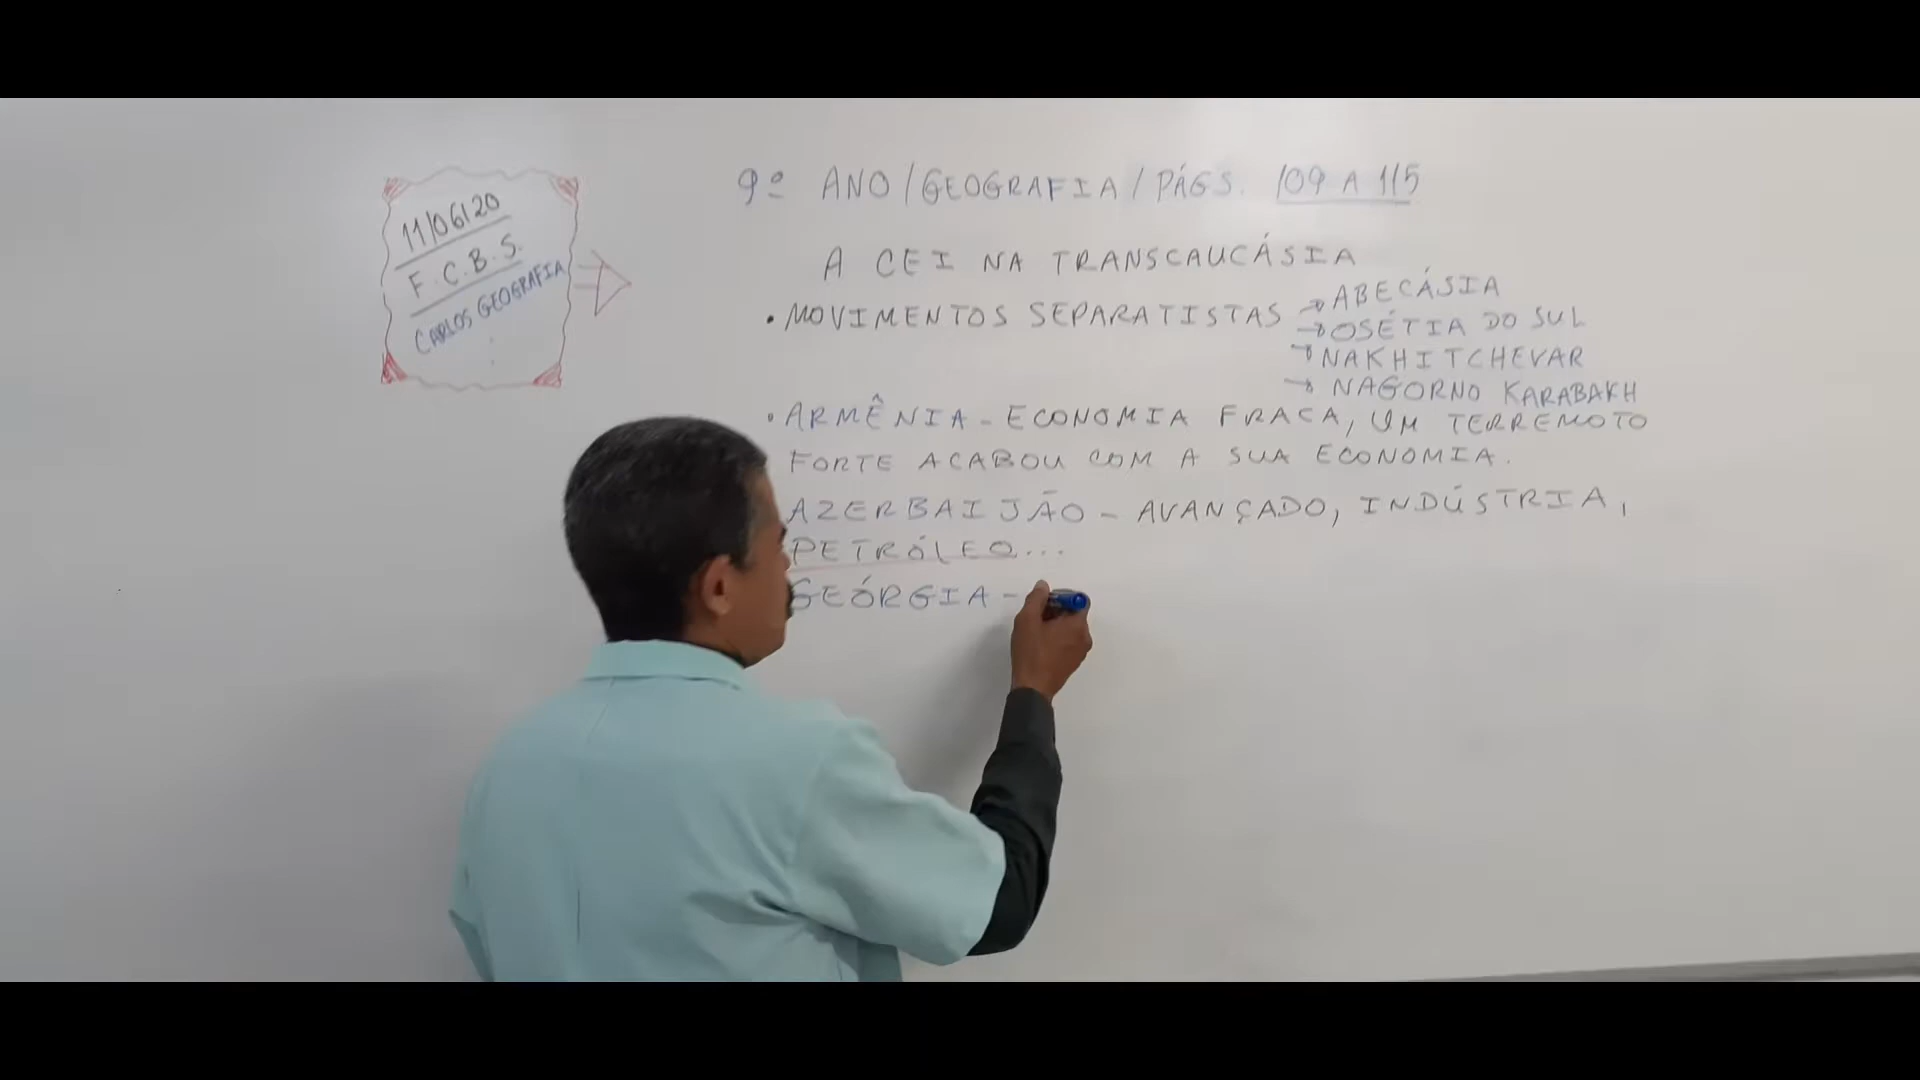 11/06/20
F.C.B.S.
CARLOS GEOGRAFIA
9º ANO/GEOGRAFIA/PÁGS. 109 A 115
A CEI NA TRANSCAUCÁSIA
• MOVIMENTOS SEPARATISTAS → ABECÁSIA
→ OSÉTIA DO SUL
→ NAKHITCHEVAR
→ NAGORNO KARABAKH
• ARMÊNIA - ECONOMIA FRACA, UM TERREMOTO
FORTE ACABOU COM A SUA ECONOMIA.
AZERBAIJÃO - AVANÇADO, INDÚSTRIA,
PETRÓLEO...
GEÓRGIA -